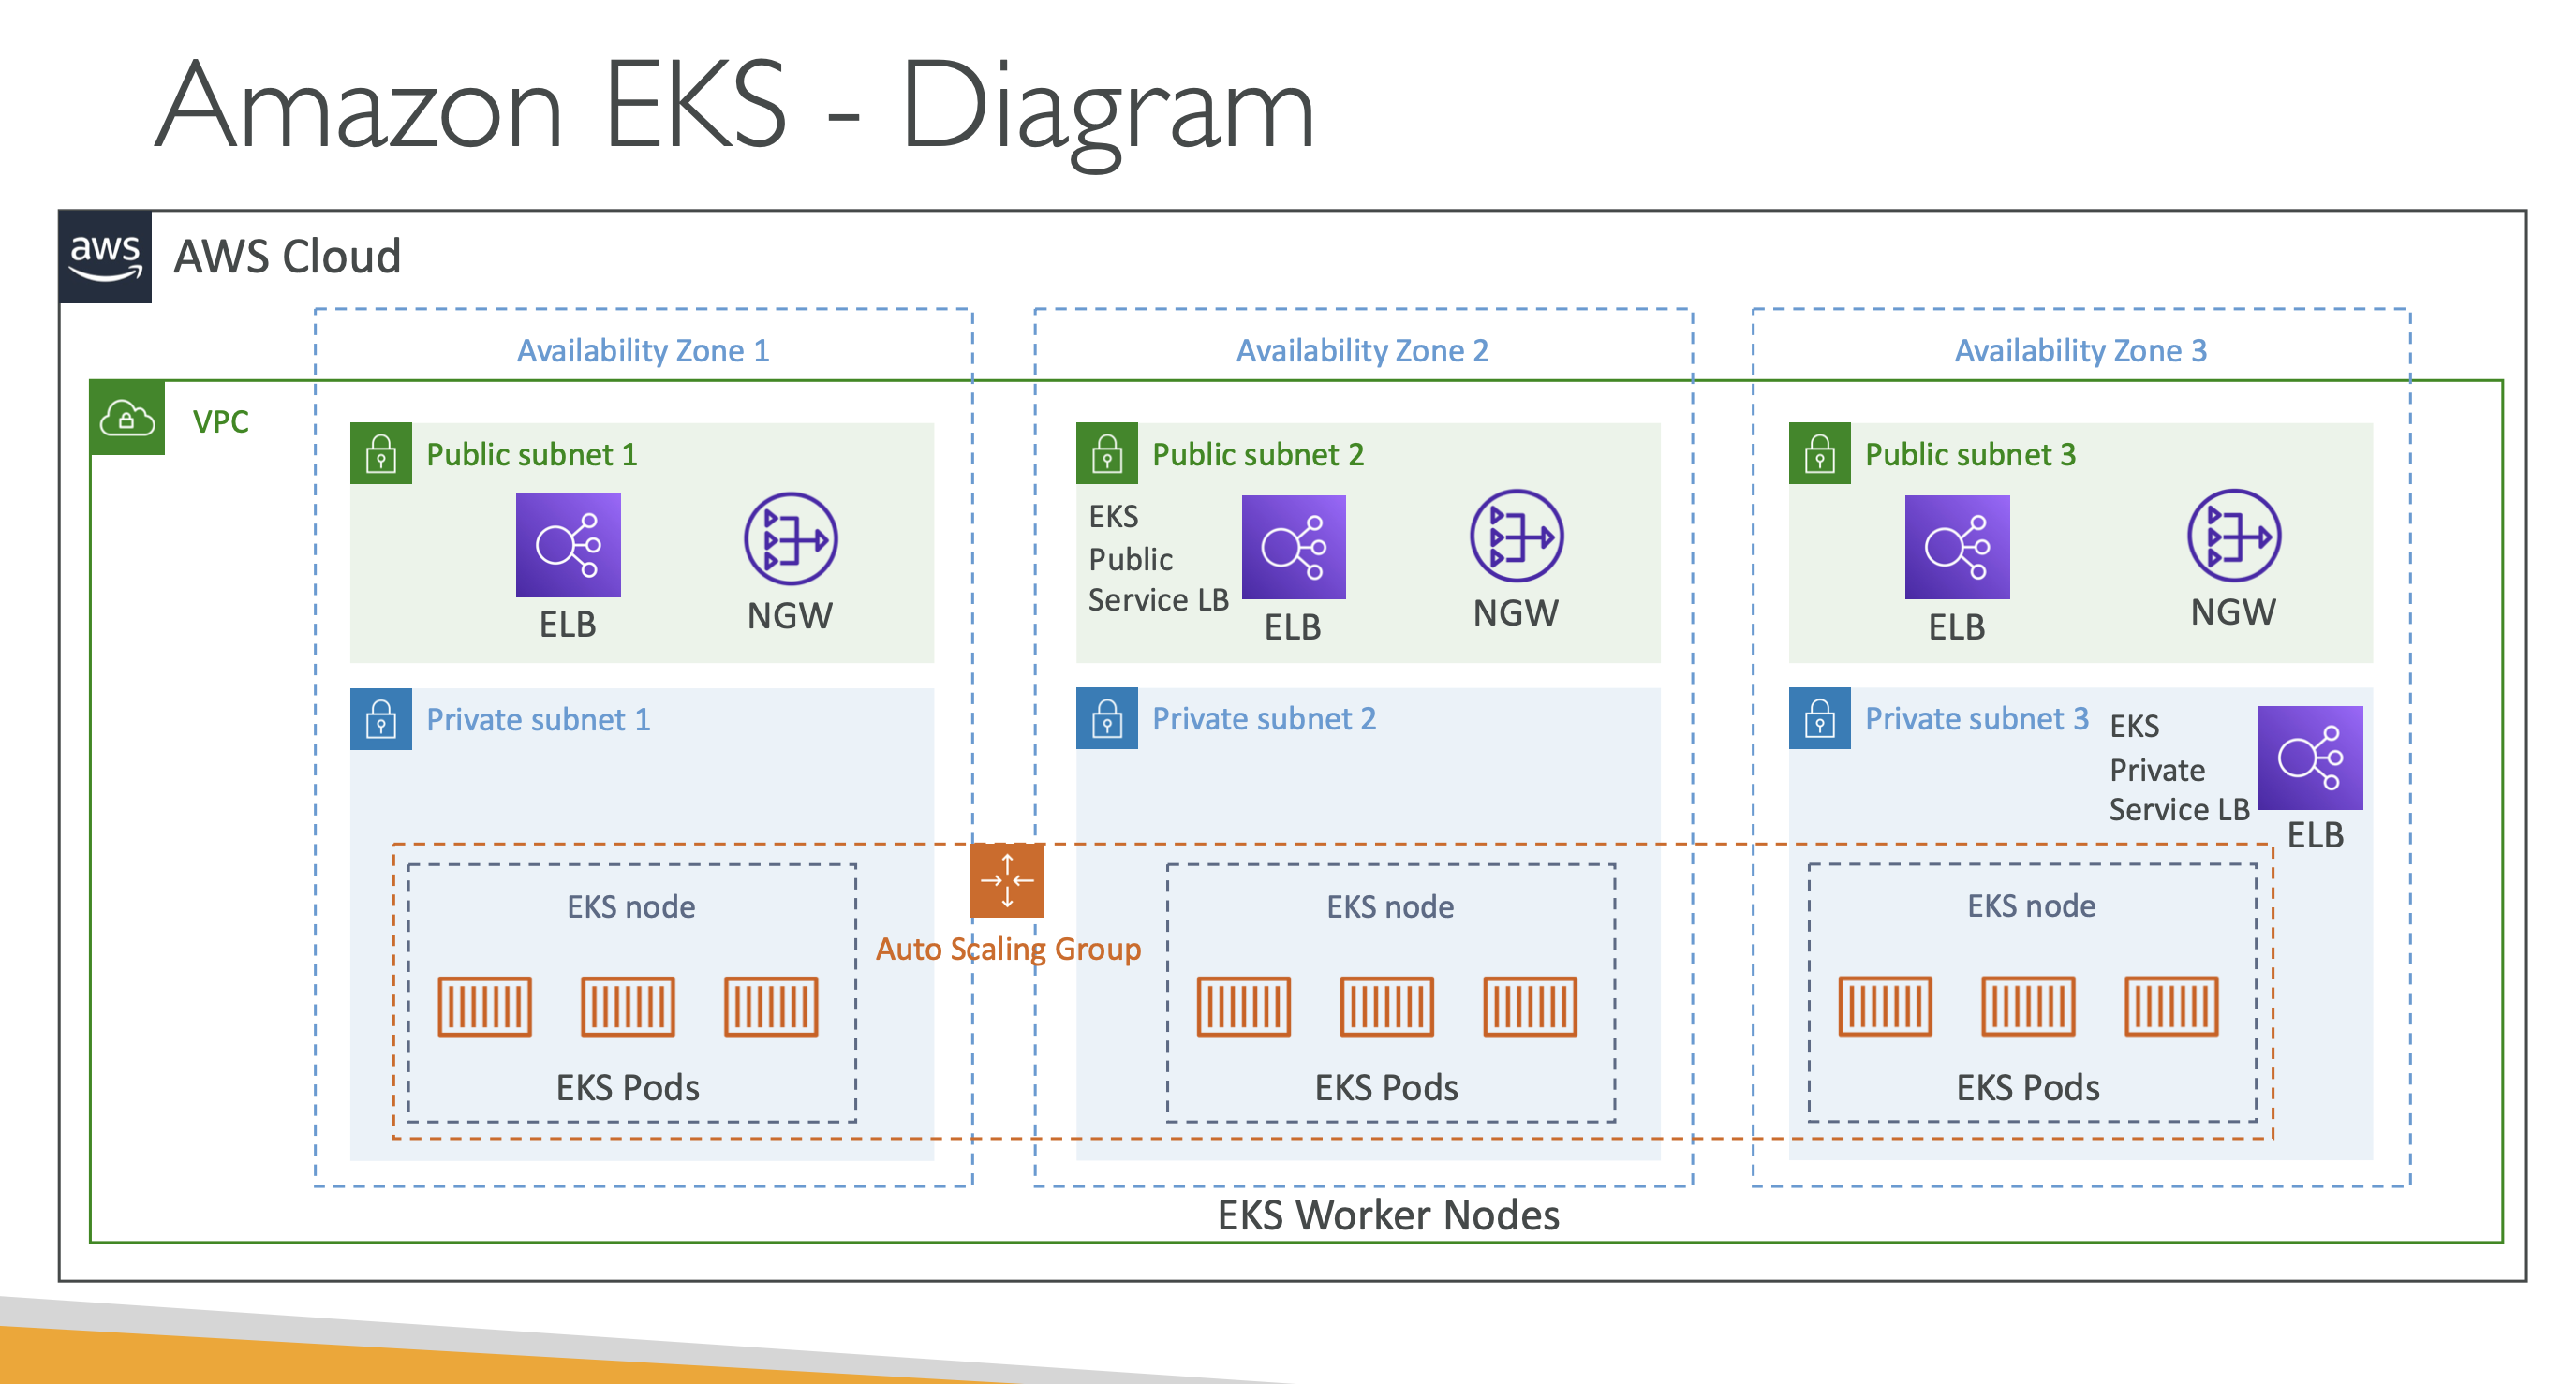 Amazon EKS - Diagram
aws
AWS Cloud
Availability Zone 1
Availability Zone 2
Availability Zone 3
VPC
Public subnet 1
ELB
NGW
Public subnet 2
EKS
Public
Service LB
ELB
NGW
Public subnet 3
ELB
NGW
Private subnet 1
Private subnet 2
Private subnet 3
EKS
Private
Service LB
ELB
Auto Scaling Group
EKS node
EKS Pods
EKS node
EKS Pods
EKS node
EKS Pods
EKS Worker Nodes